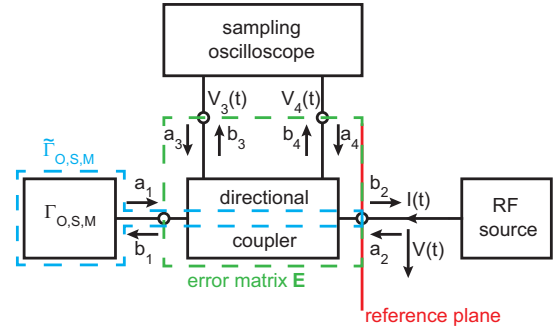 sampling
oscilloscope
V₃(t) V₄(t)
a₃ b₃ b₄ a₄
Γ̃O,S,M
a₁ directional b₂ I(t) RF
ΓO,S,M source
b₁ coupler a₂ V(t)
error matrix E
reference plane